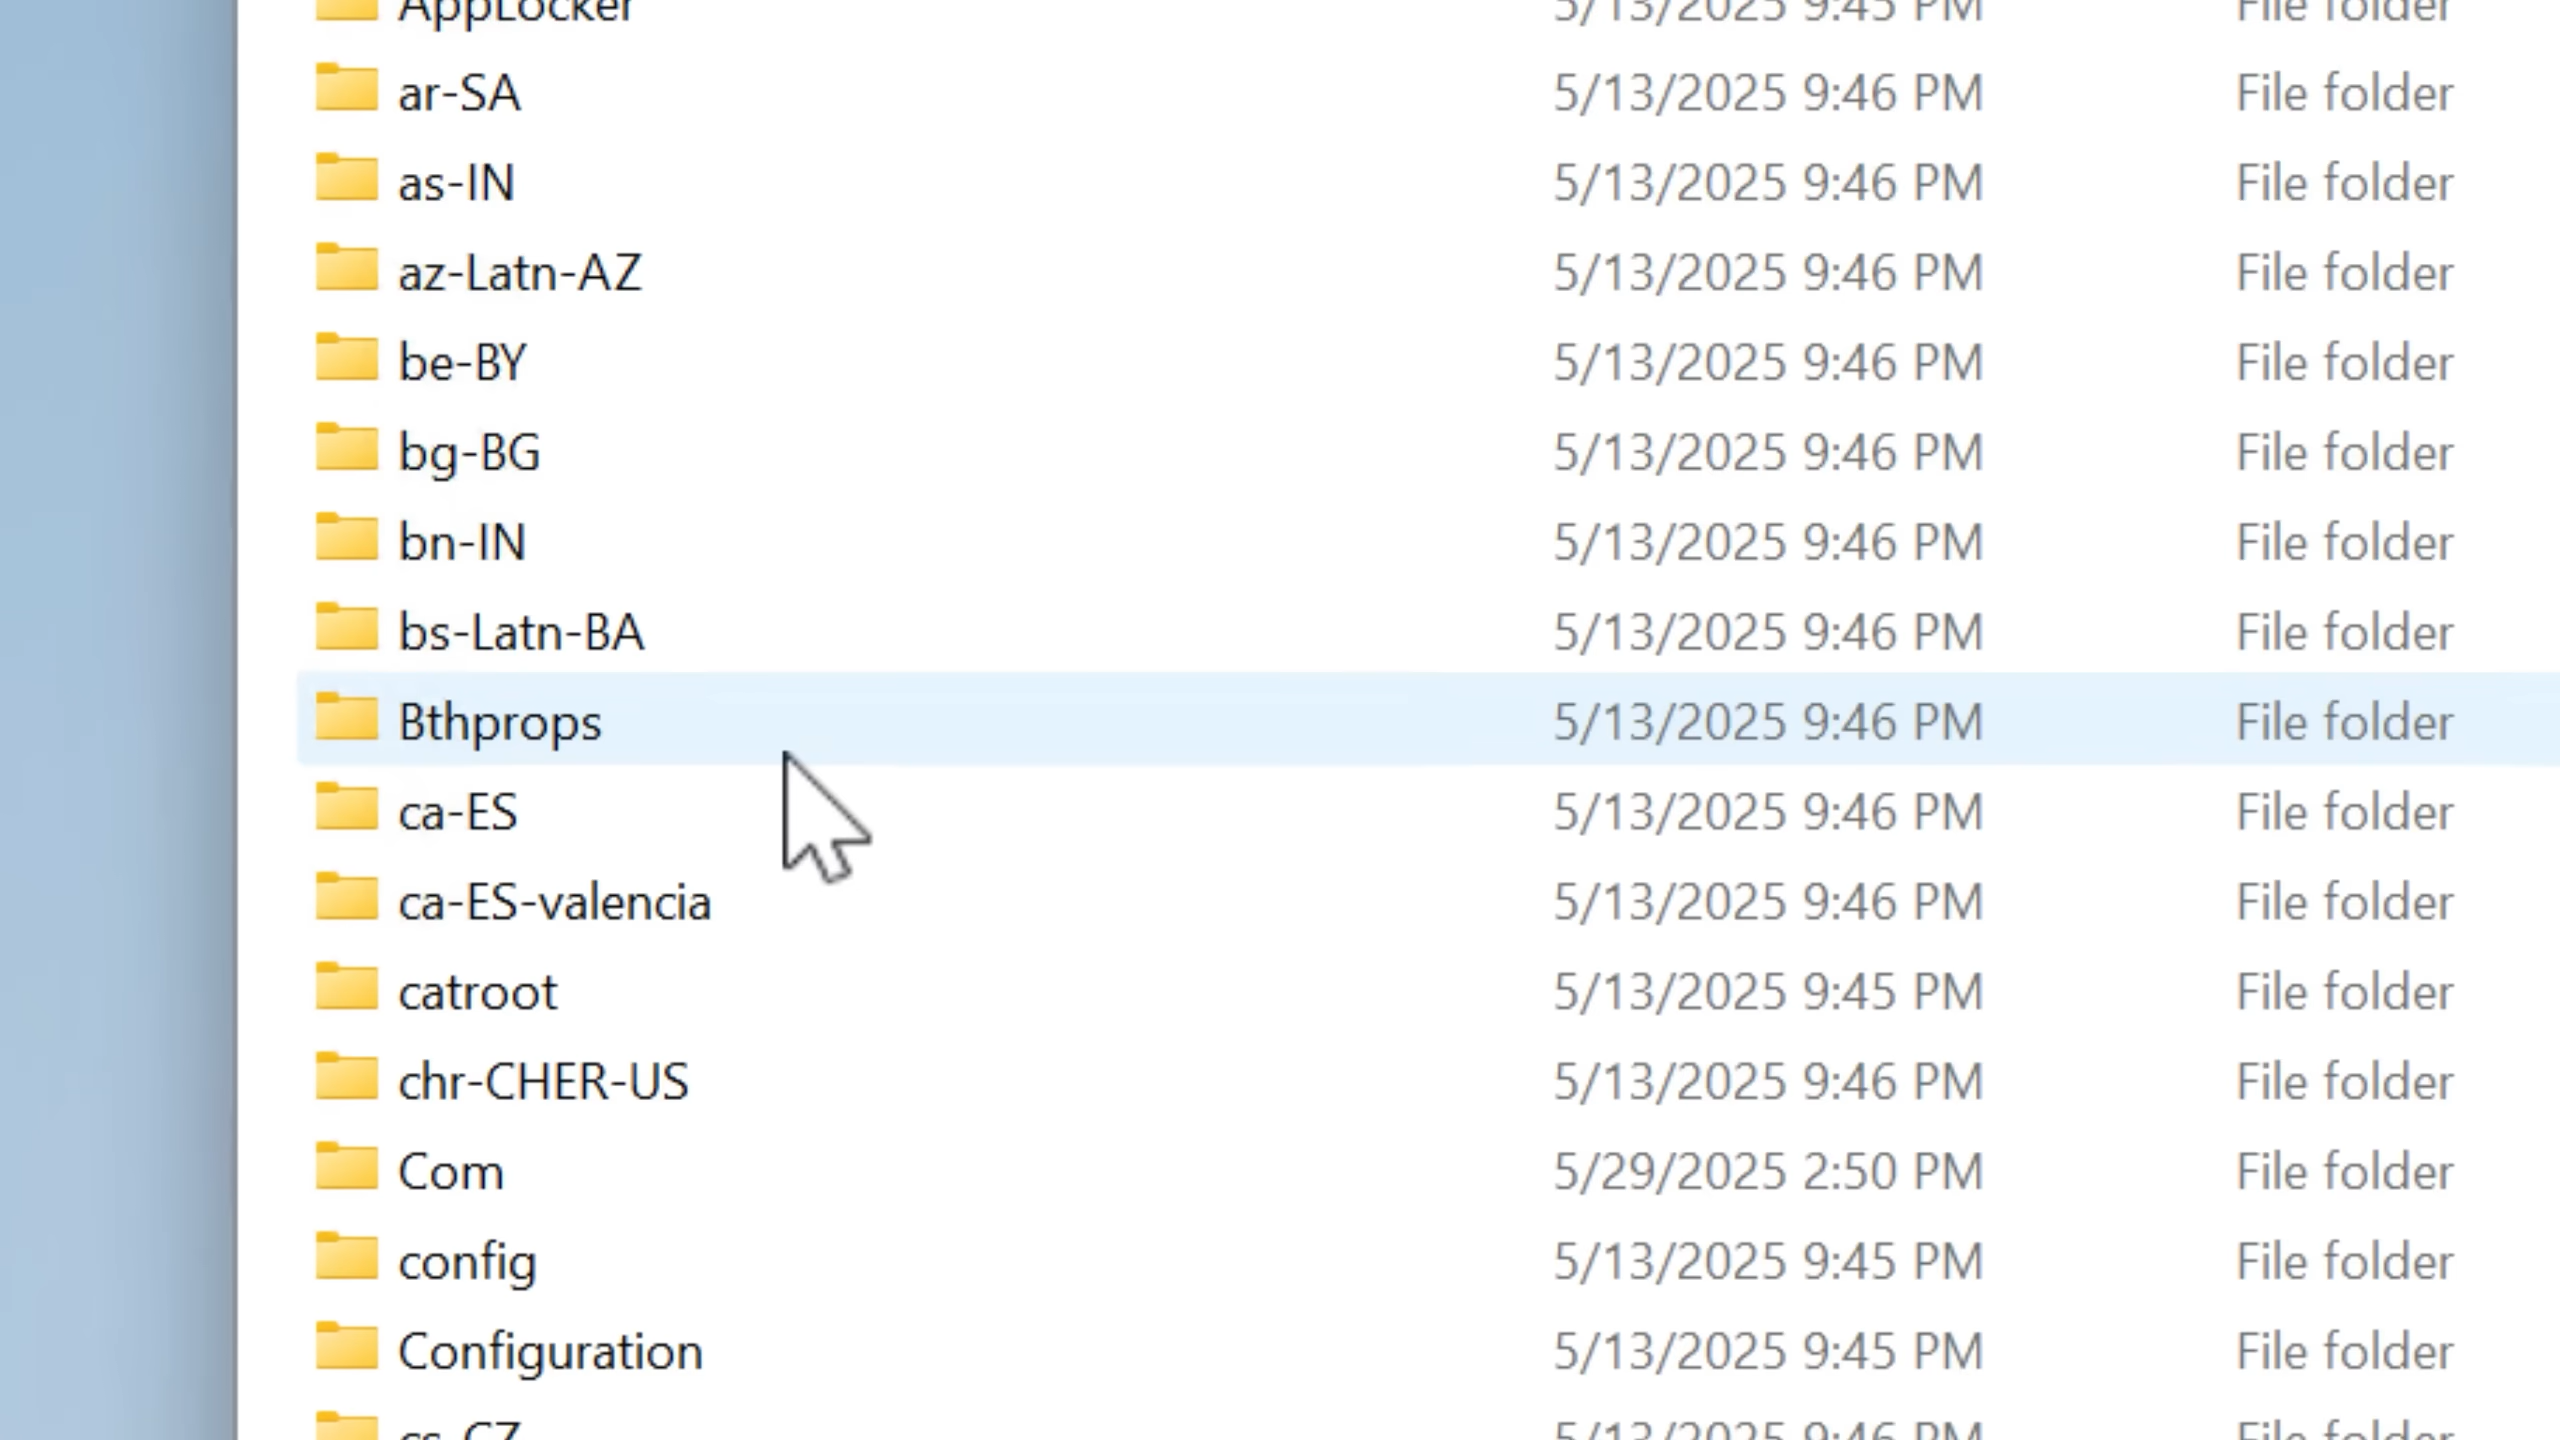 AppLocker 5/13/2025 9:45 PM File folder
ar-SA 5/13/2025 9:46 PM File folder
as-IN 5/13/2025 9:46 PM File folder
az-Latn-AZ 5/13/2025 9:46 PM File folder
be-BY 5/13/2025 9:46 PM File folder
bg-BG 5/13/2025 9:46 PM File folder
bn-IN 5/13/2025 9:46 PM File folder
bs-Latn-BA 5/13/2025 9:46 PM File folder
Bthprops 5/13/2025 9:46 PM File folder
ca-ES 5/13/2025 9:46 PM File folder
ca-ES-valencia 5/13/2025 9:46 PM File folder
catroot 5/13/2025 9:45 PM File folder
chr-CHER-US 5/13/2025 9:46 PM File folder
Com 5/29/2025 2:50 PM File folder
config 5/13/2025 9:45 PM File folder
Configuration 5/13/2025 9:45 PM File folder
cs-CZ 5/13/2025 9:46 PM File folder